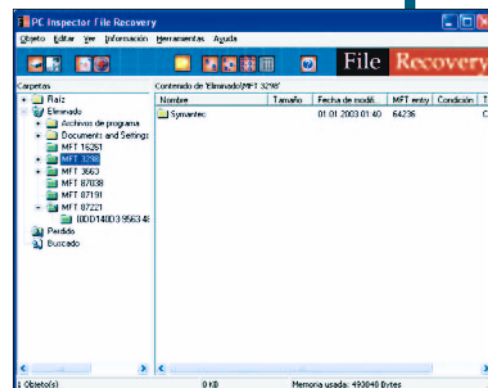 PC Inspector File Recovery
Objeto Editar Ver Información Herramientas Ayuda
File Recovery
Carpetas
Contenido de 'Eliminado\MFT 3298'
Nombre Tamaño Fecha de modifi... MFT entry Condición
Raíz
Symantec 01.01.2003 01:40 64236
Eliminado
Archivos de programa
Documents and Settings
MFT 16261
MFT 3298
MFT 3663
MFT 87038
MFT 87191
MFT 87221
Perdido
Buscado
Objeto(s) 0 KB Memoria usada: 493048 Bytes